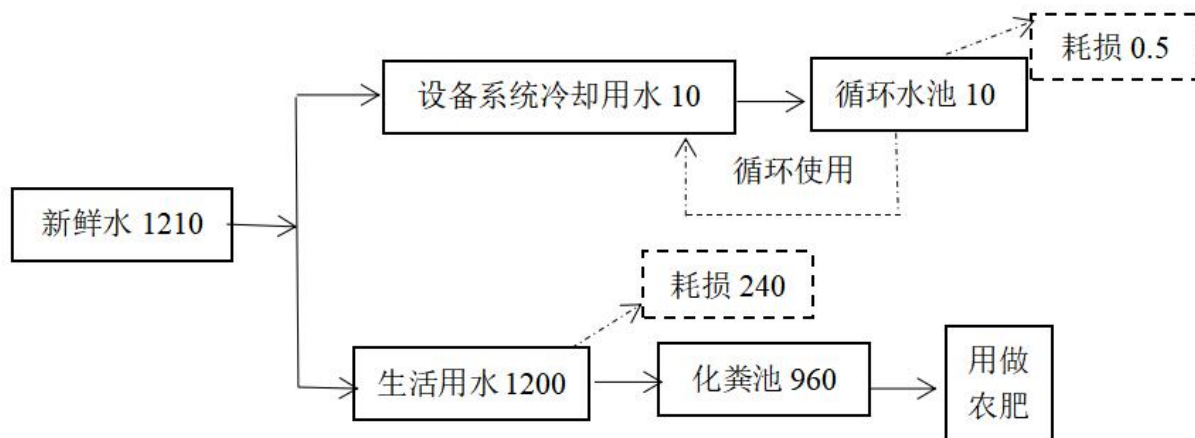 耗损 0.5
设备系统冷却用水 10
循环水池 10
循环使用
新鲜水 1210
耗损 240
生活用水 1200
化粪池 960
用做
农肥